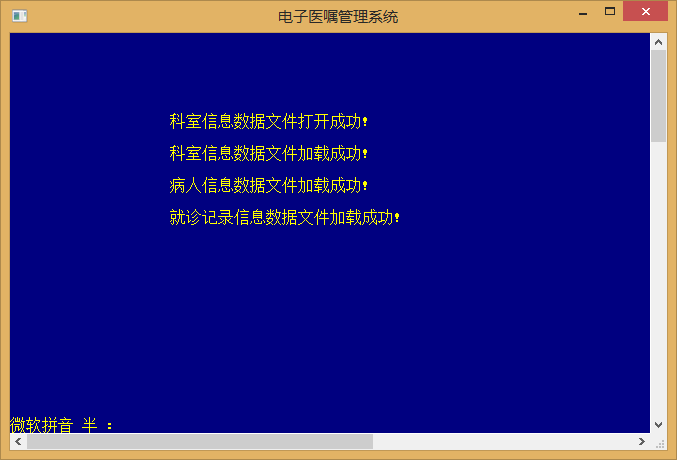 电子医嘱管理系统
科室信息数据文件打开成功!
科室信息数据文件加载成功!
病人信息数据文件加载成功!
就诊记录信息数据文件加载成功!
微软拼音 半 :